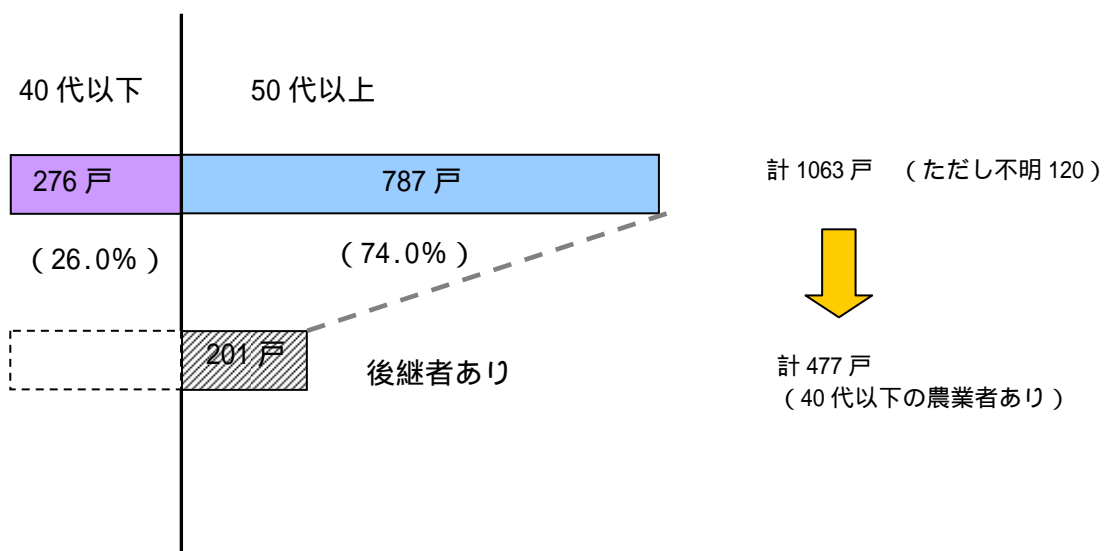 40 代以下
50 代以上
276 戸
787 戸
計 1063 戸 （ただし不明 120）
（26.0%）
（74.0%）
201 戸
後継者あり
計 477 戸
（40 代以下の農業者あり）